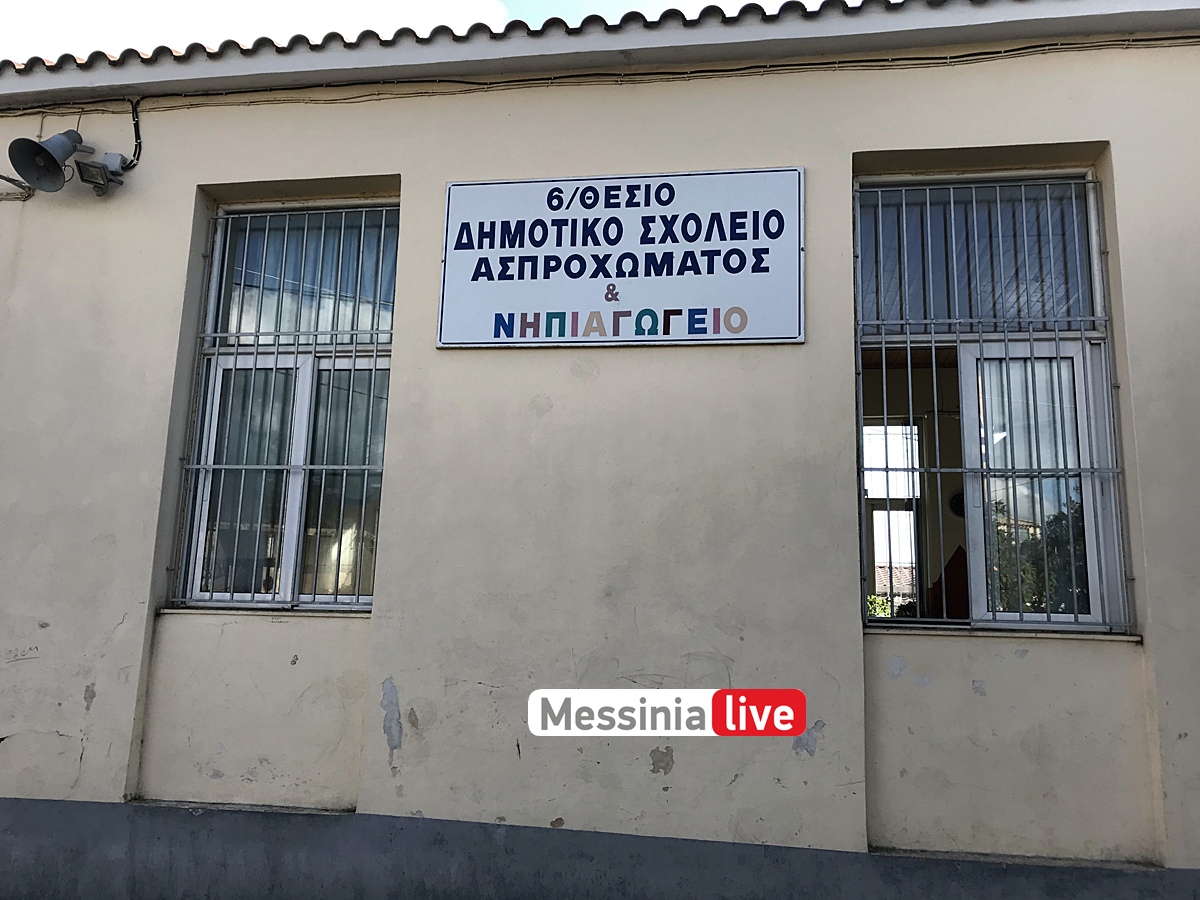 6/ΘΕΣΙΟ
ΔΗΜΟΤΙΚΟ ΣΧΟΛΕΙΟ
ΑΣΠΡΟΧΩΜΑΤΟΣ
&
ΝΗΠΙΑΓΩΓΕΙΟ
Messinia live